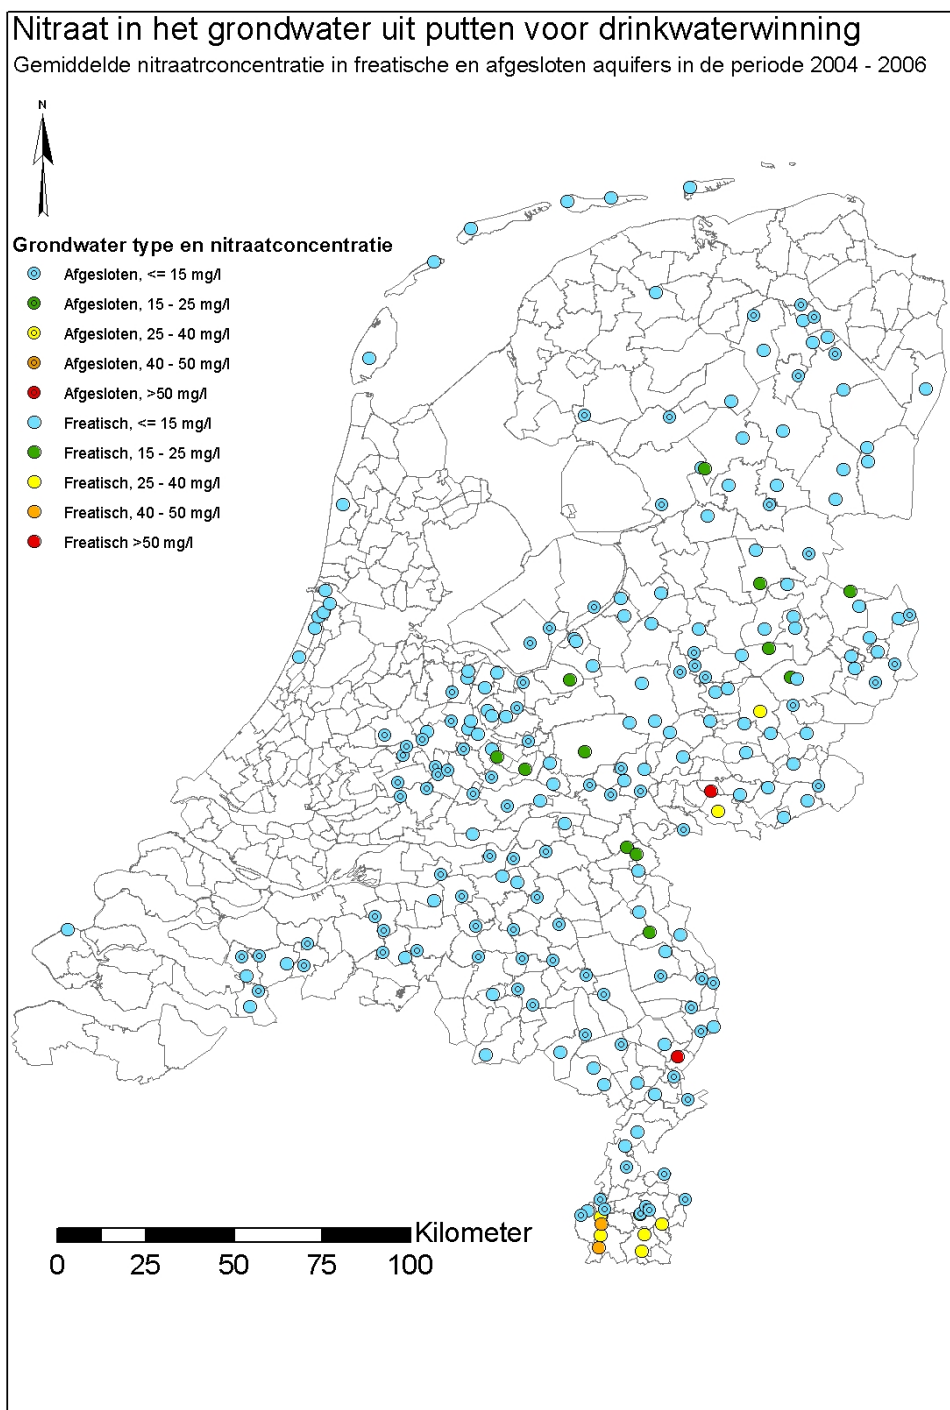 Nitraat in het grondwater uit putten voor drinkwaterwinning
Gemiddelde nitraatrconcentratie in freatische en afgesloten aquifers in de periode 2004 - 2006
N
Grondwater type en nitraatconcentratie
Afgesloten, <= 15 mg/l
Afgesloten, 15 - 25 mg/l
Afgesloten, 25 - 40 mg/l
Afgesloten, 40 - 50 mg/l
Afgesloten, >50 mg/l
Freatisch, <= 15 mg/l
Freatisch, 15 - 25 mg/l
Freatisch, 25 - 40 mg/l
Freatisch, 40 - 50 mg/l
Freatisch >50 mg/l
Kilometer
0 25 50 75 100